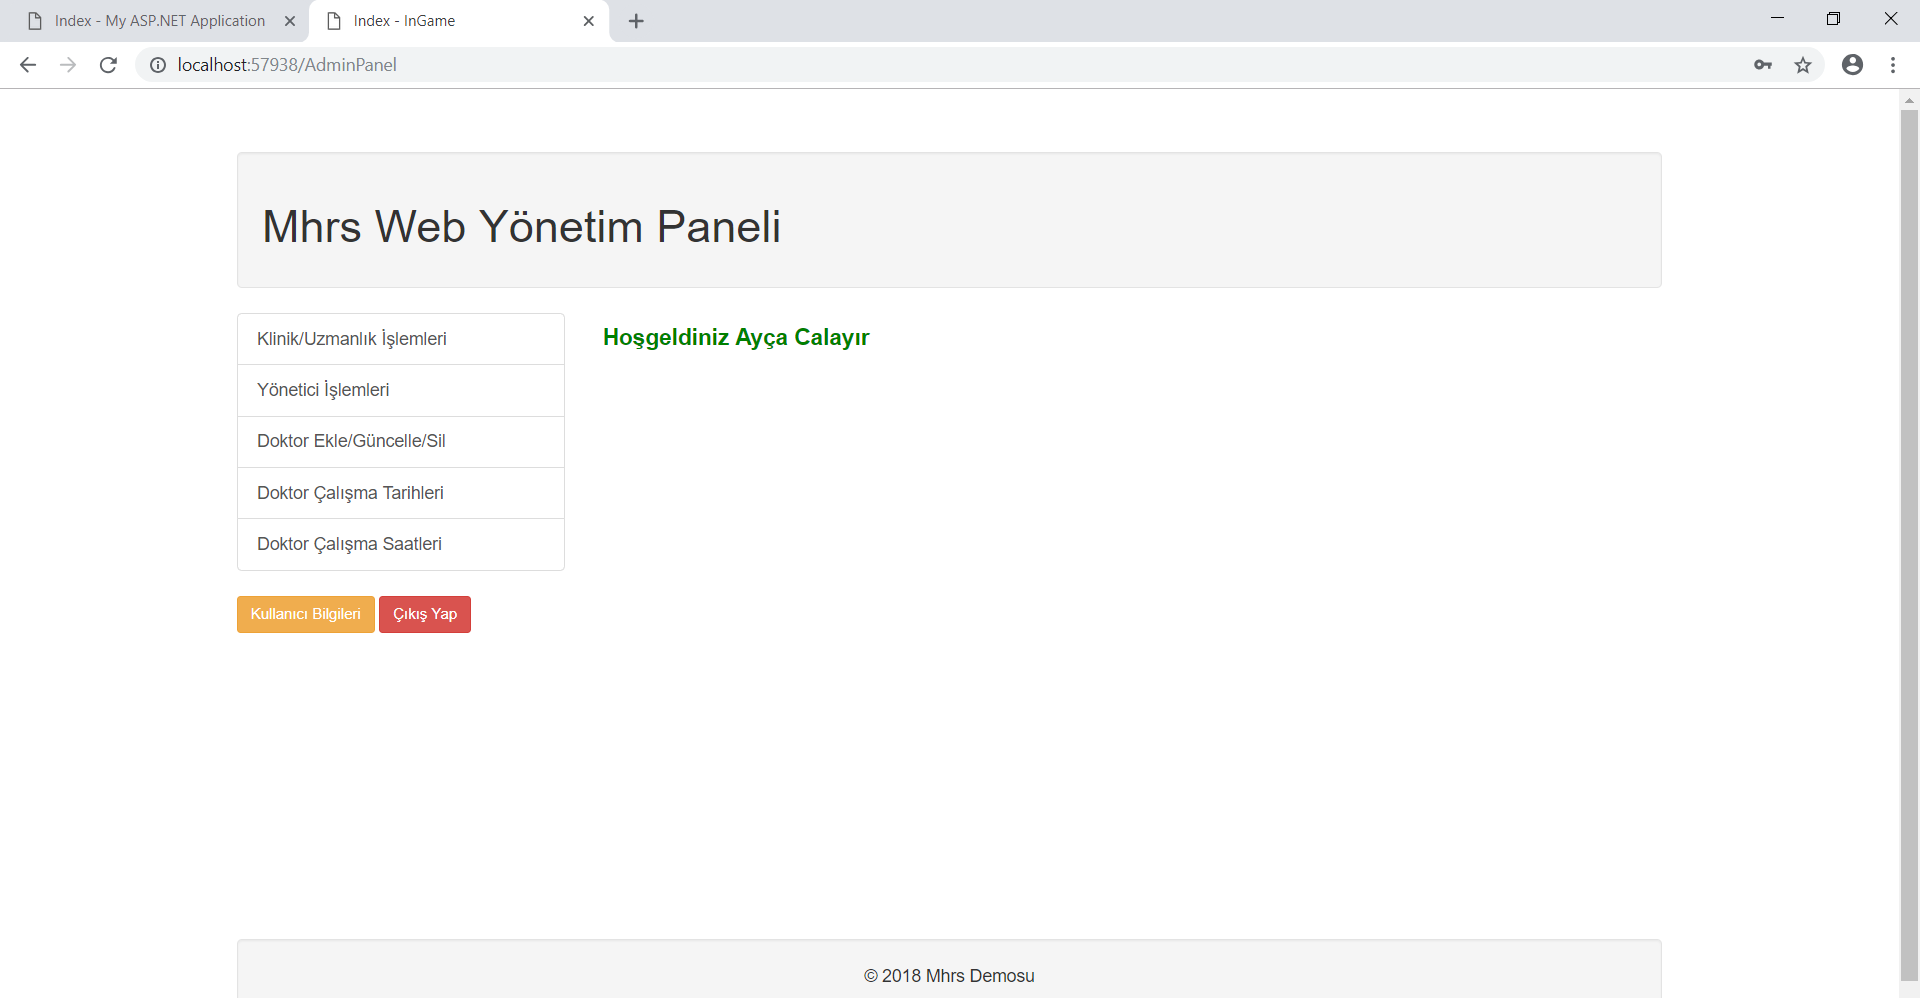 Index - My ASP.NET Application
Index - InGame
localhost:57938/AdminPanel
Mhrs Web Yönetim Paneli
Klinik/Uzmanlık İşlemleri
Yönetici İşlemleri
Doktor Ekle/Güncelle/Sil
Doktor Çalışma Tarihleri
Doktor Çalışma Saatleri
Hoşgeldiniz Ayça Calayır
Kullanıcı Bilgileri
Çıkış Yap
© 2018 Mhrs Demosu